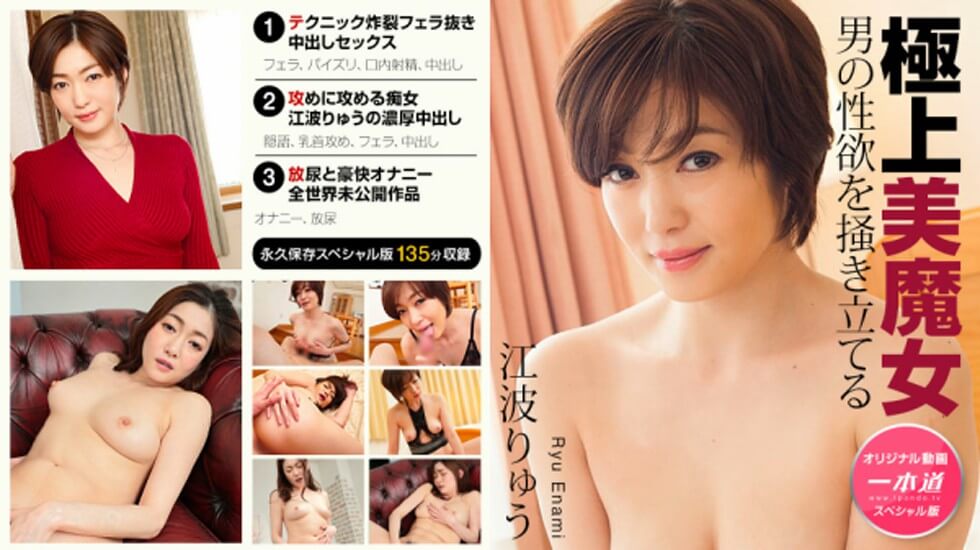 1 テクニック炸裂フェラ抜き
中出しセックス
フェラ、パイズリ、口内射精、中出し
2 攻めに攻める痴女
江波りゅうの濃厚中出し
隠語、乳首攻め、フェラ、中出し
3 放尿と豪快オナニー
全世界未公開作品
オナニー、放尿
永久保存スペシャル版 135分収録
極上美魔女
男の性欲を掻き立てる
江波りゅう
Ryu Enami
オリジナル動画
一本道
www.1pondo.tv
スペシャル版